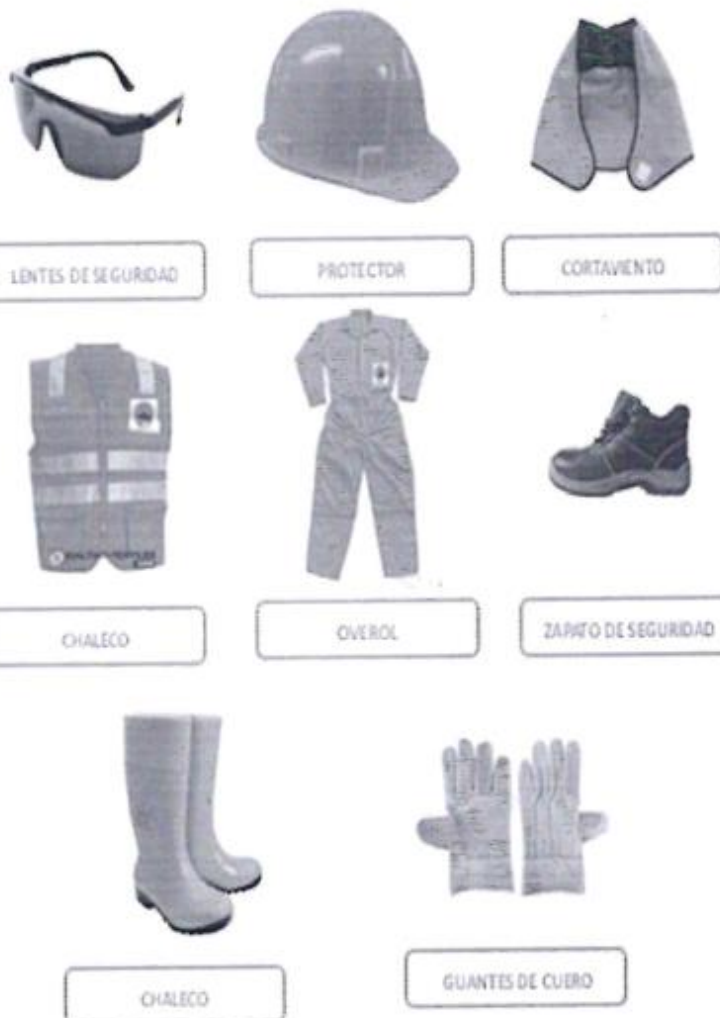 LENTES DE SEGURIDAD
PROTECTOR
CORTAVIENTO
CHALECO
OVEROL
ZAPATO DE SEGURIDAD
CHALECO
GUANTES DE CUERO